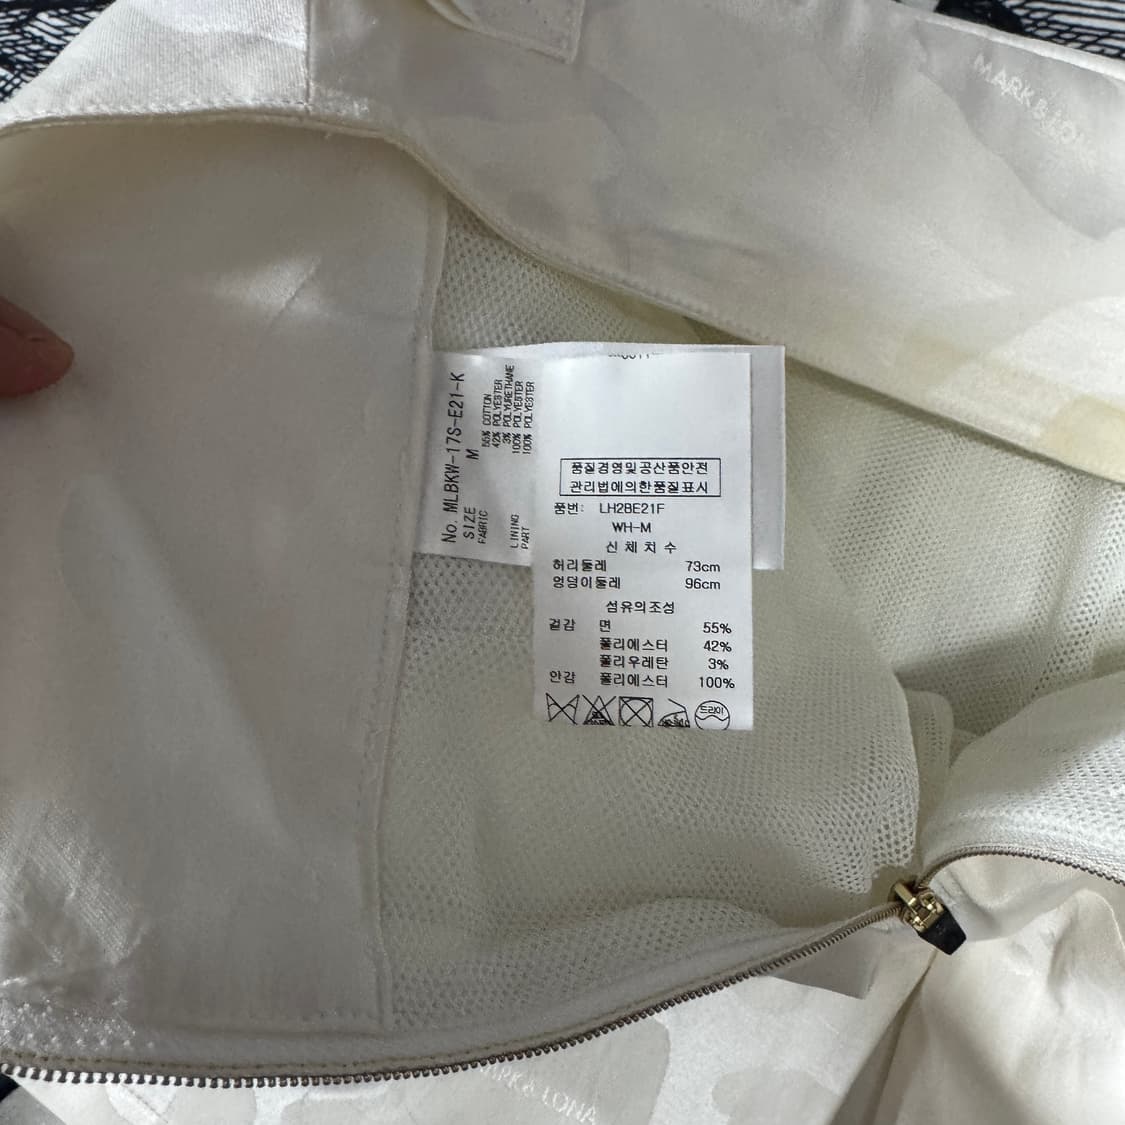 MARK & LONA
No. MLBKW-17S-E21-K
SIZE M
FABRIC 55% COTTON
42% POLYESTER
3% POLYURETHANE
LINING 100% POLYESTER
PART 100% POLYESTER
품질경영및공산품안전
관리법에의한품질표시
품번: LH2BE21F
WH-M
신체치수
허리둘레 73cm
엉덩이둘레 96cm
섬유의조성
겉감 면 55%
폴리에스터 42%
폴리우레탄 3%
안감 폴리에스터 100%
드라이
MARK & LONA